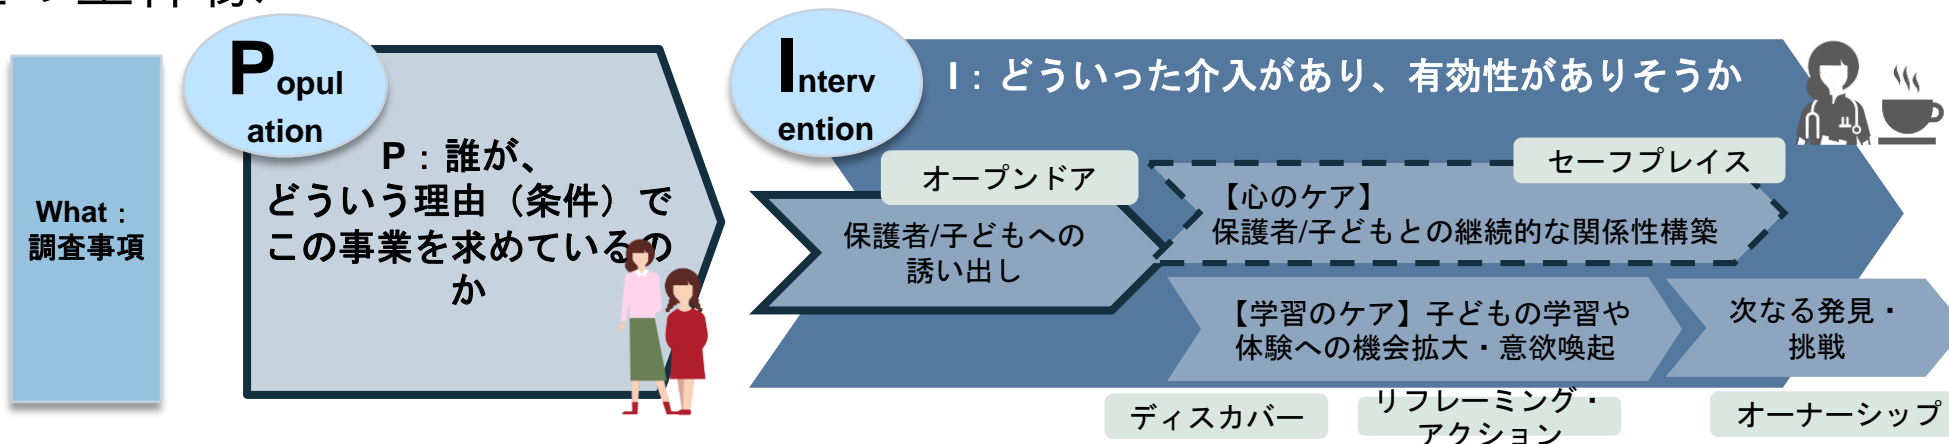 What：
調査事項
Popul
ation
P：誰が、
どういう理由（条件）で
この事業を求めているの
か
Interv
ention
I：どういった介入があり、有効性がありそうか
オープンドア
保護者/子どもへの
誘い出し
セーフプレイス
【心のケア】
保護者/子どもとの継続的な関係性構築
【学習のケア】子どもの学習や
体験への機会拡大・意欲喚起
次なる発見・
挑戦
ディスカバー
リフレーミング・
アクション
オーナーシップ